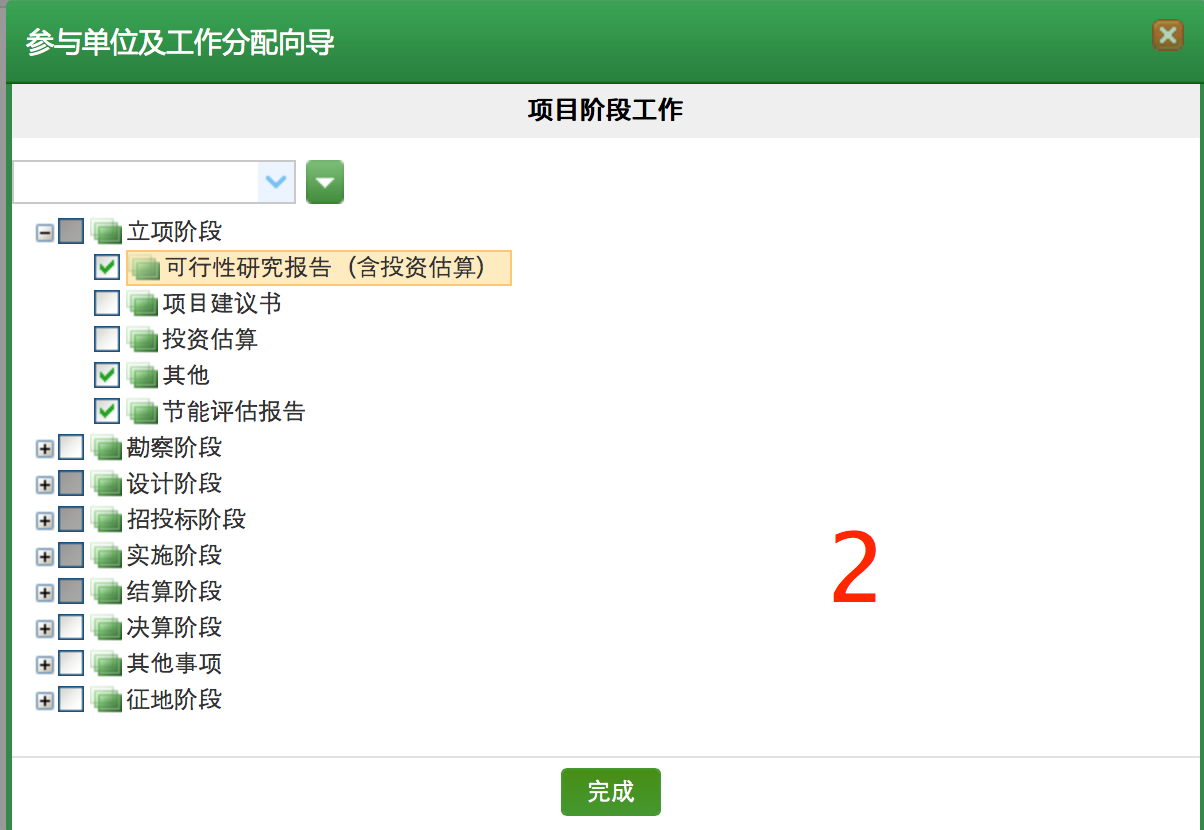 参与单位及工作分配向导
项目阶段工作
立项阶段
可行性研究报告（含投资估算）
项目建议书
投资估算
其他
节能评估报告
勘察阶段
设计阶段
招投标阶段
实施阶段
结算阶段
决算阶段
其他事项
征地阶段
2
完成